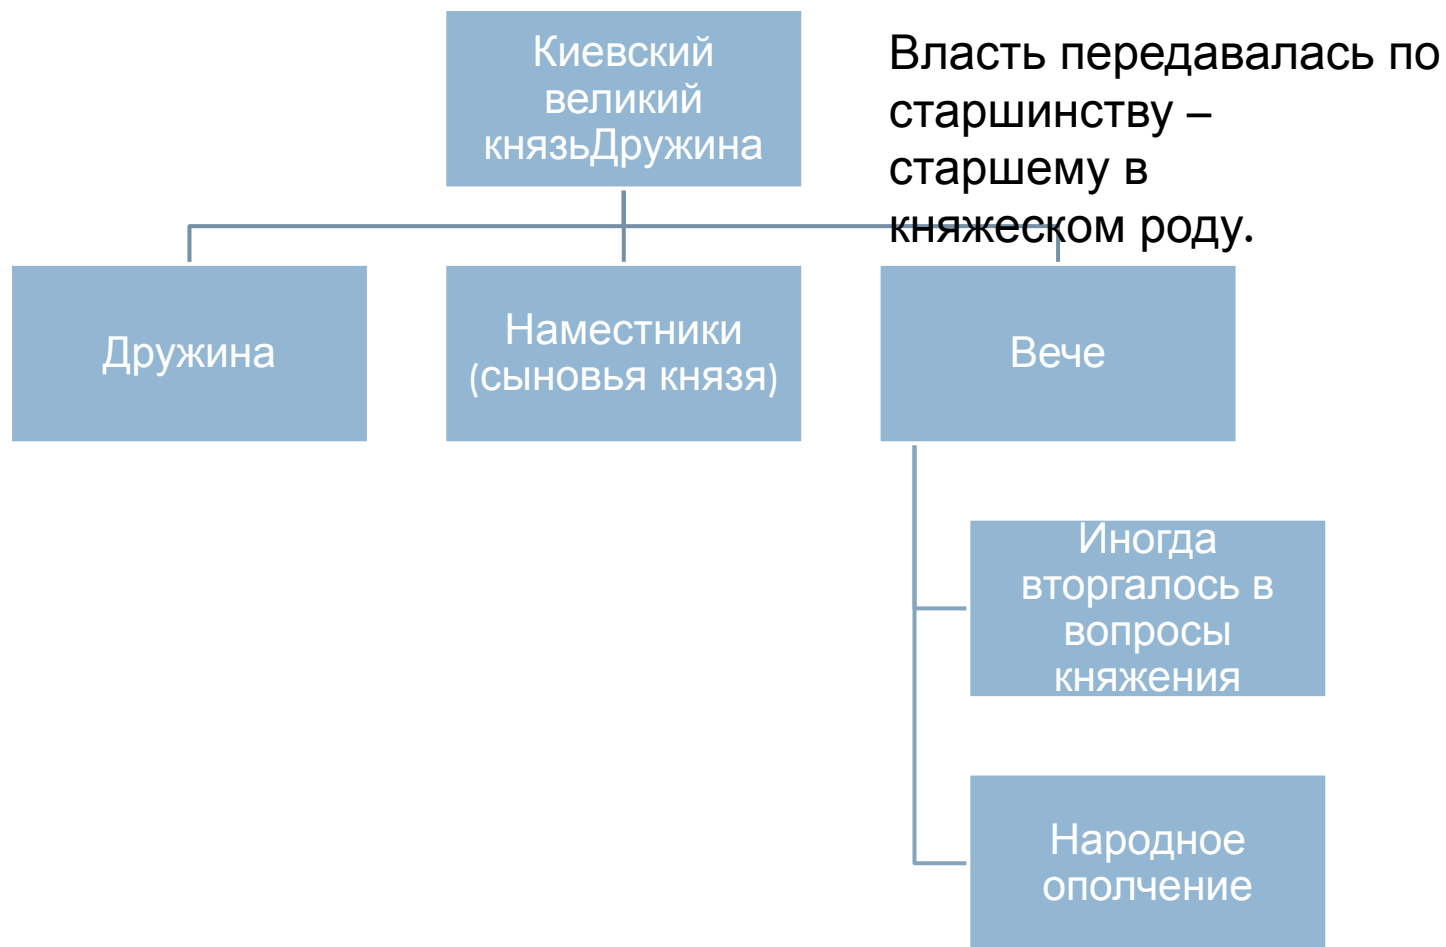 Киевский
великий
князьДружина
Власть передавалась по
старшинству –
старшему в
княжеском роду.
Дружина
Наместники
(сыновья князя)
Вече
Иногда
вторгалось в
вопросы
княжения
Народное
ополчение